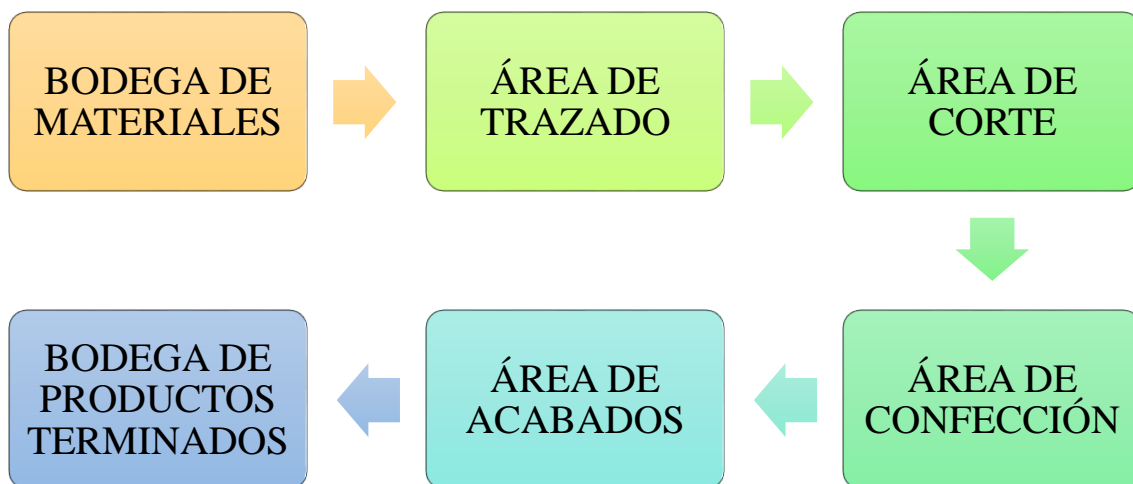 BODEGA DE
MATERIALES
ÁREA DE
TRAZADO
ÁREA DE
CORTE
ÁREA DE
CONFECCIÓN
ÁREA DE
ACABADOS
BODEGA DE
PRODUCTOS
TERMINADOS